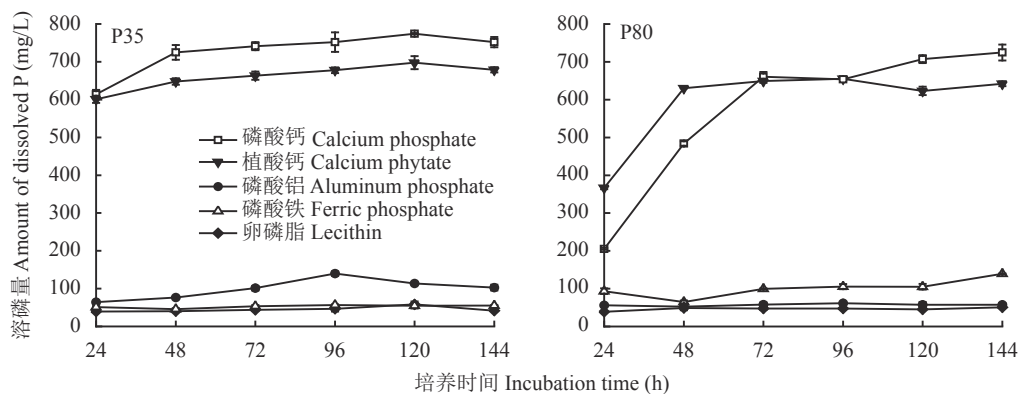 溶磷量 Amount of dissolved P (mg/L)
P35
800
700
600
500
400
300
200
100
0
24 48 72 96 120 144
磷酸钙 Calcium phosphate
植酸钙 Calcium phytate
磷酸铝 Aluminum phosphate
磷酸铁 Ferric phosphate
卵磷脂 Lecithin
P80
800
700
600
500
400
300
200
100
0
24 48 72 96 120 144
培养时间 Incubation time (h)